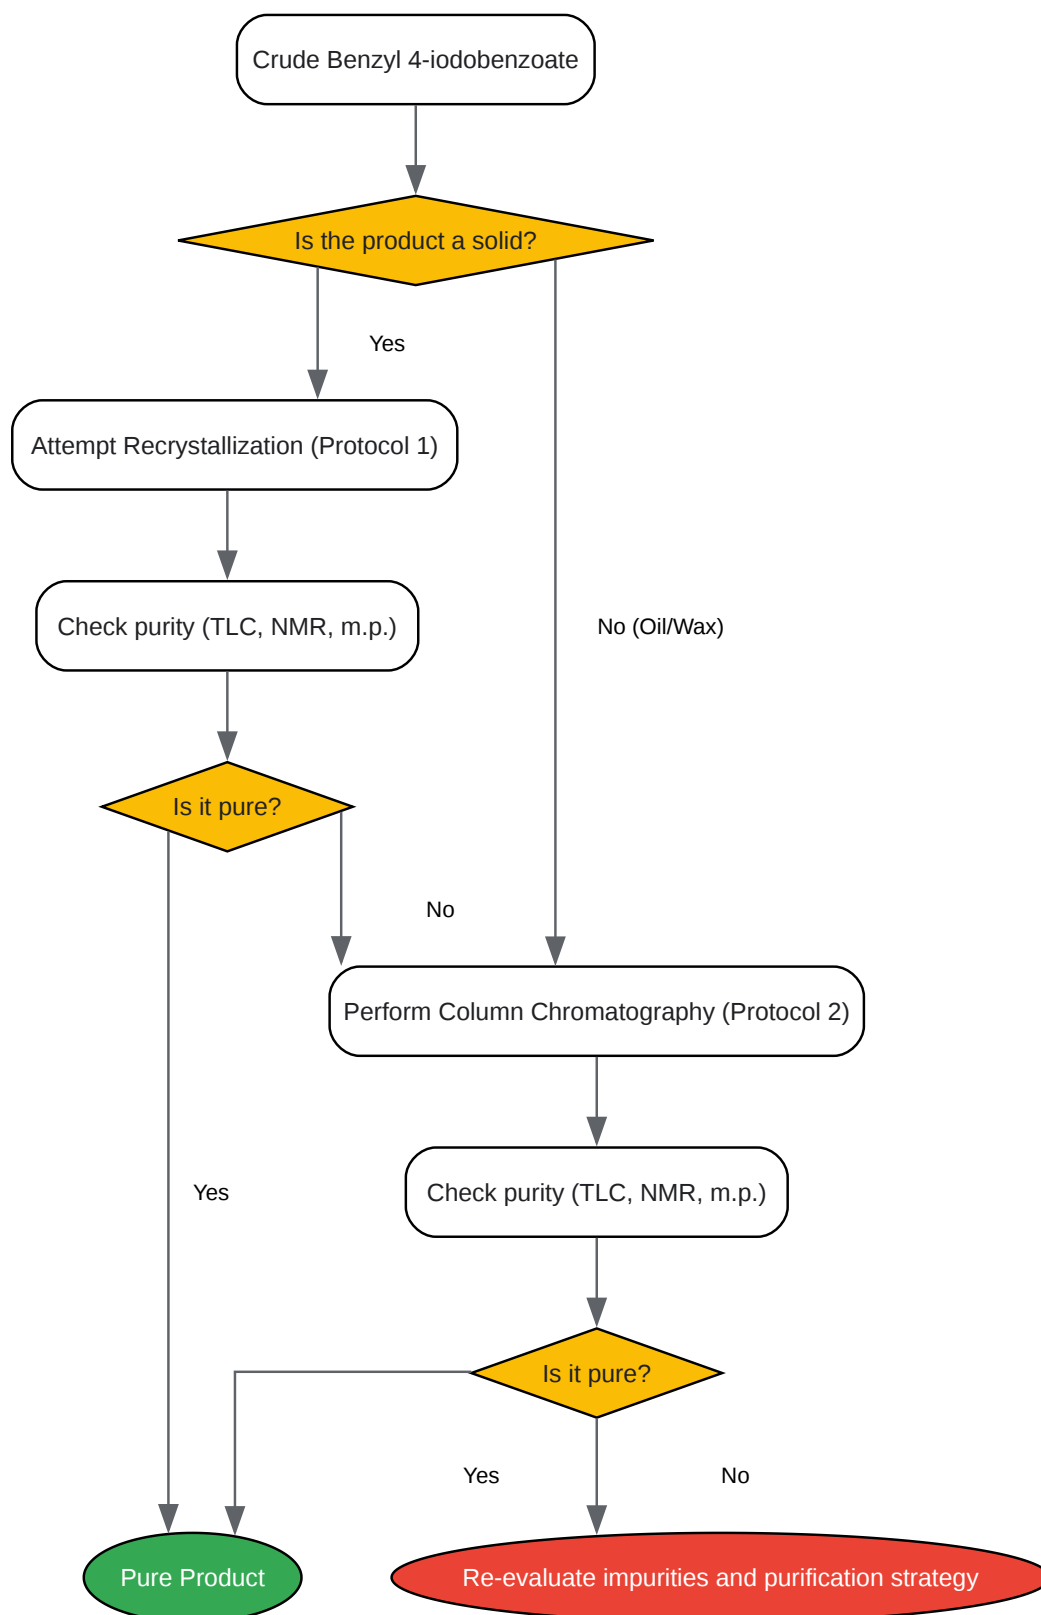 Crude Benzyl 4-iodobenzoate
Is the product a solid?
Yes
Attempt Recrystallization (Protocol 1)
Check purity (TLC, NMR, m.p.)
No (Oil/Wax)
Is it pure?
No
Perform Column Chromatography (Protocol 2)
Yes
Check purity (TLC, NMR, m.p.)
Is it pure?
Yes
No
Pure Product
Re-evaluate impurities and purification strategy